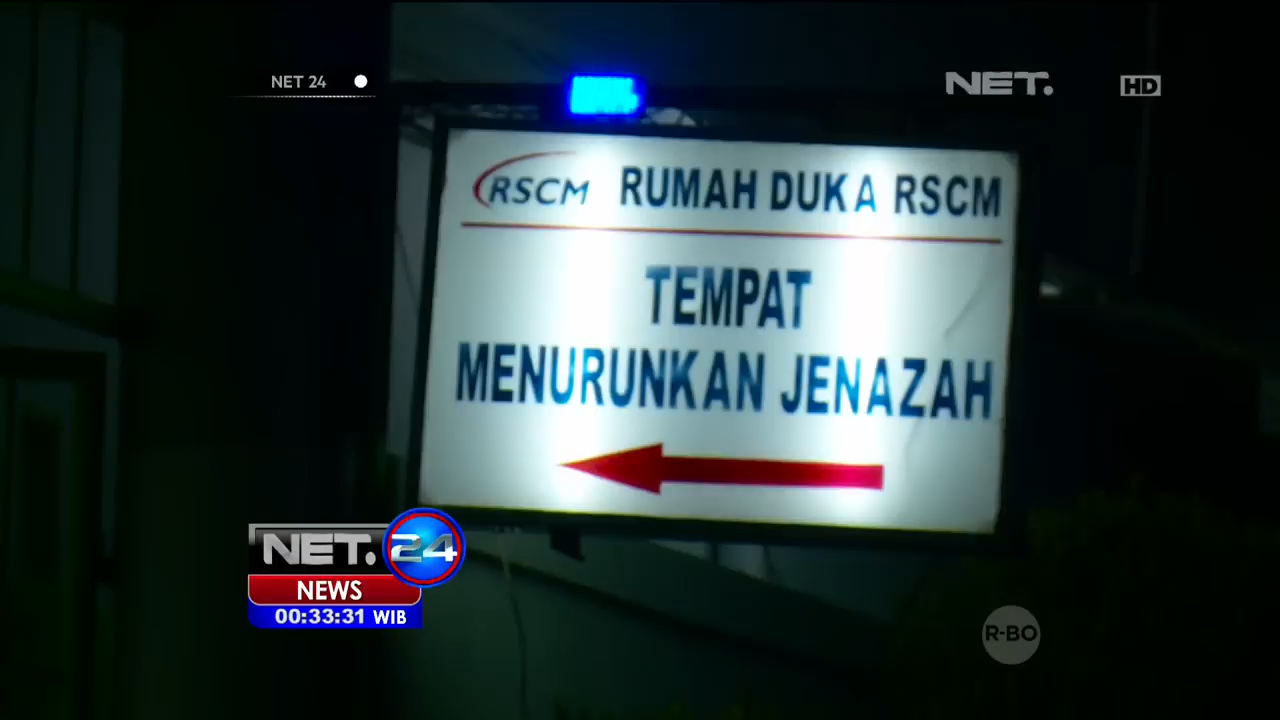 NET 24
NET.
HD
RSCM RUMAH DUKA RSCM
TEMPAT
MENURUNKAN JENAZAH
NET. 24
NEWS
00:33:31 WIB
R-BO